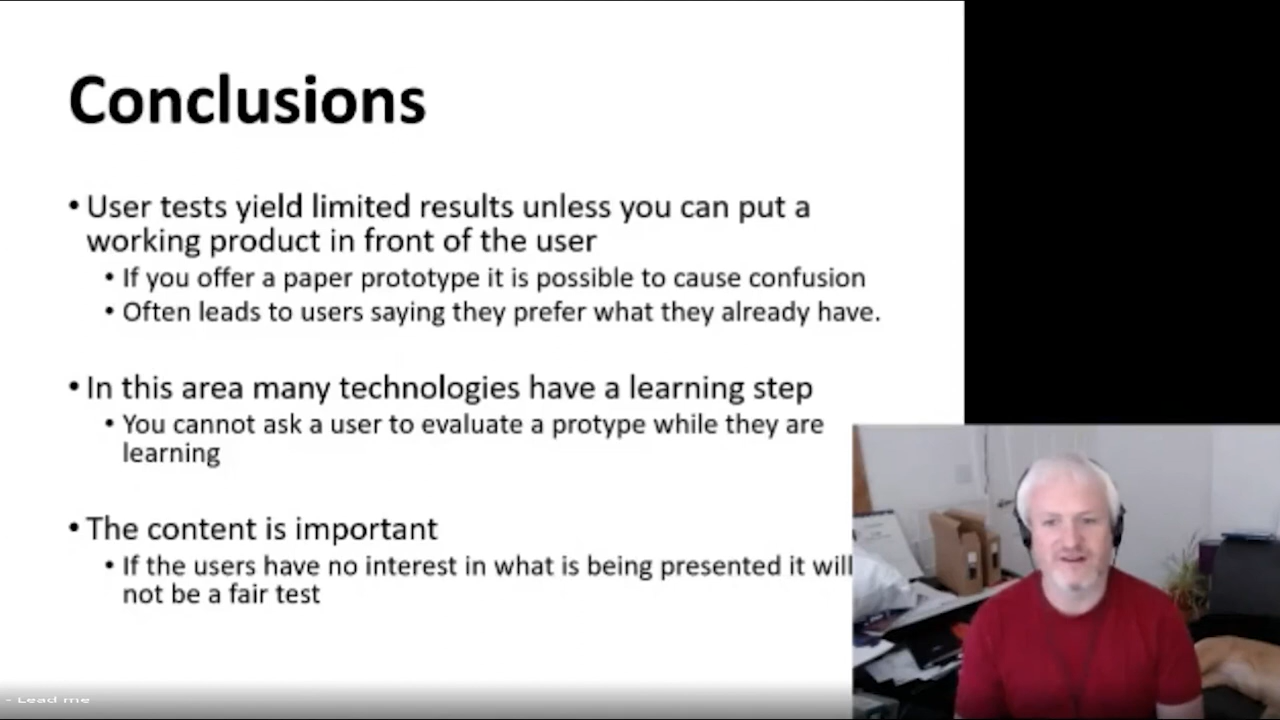 Conclusions
• User tests yield limited results unless you can put a
working product in front of the user
• If you offer a paper prototype it is possible to cause confusion
• Often leads to users saying they prefer what they already have.
• In this area many technologies have a learning step
• You cannot ask a user to evaluate a protype while they are
learning
• The content is important
• If the users have no interest in what is being presented it will
not be a fair test
- Lead me